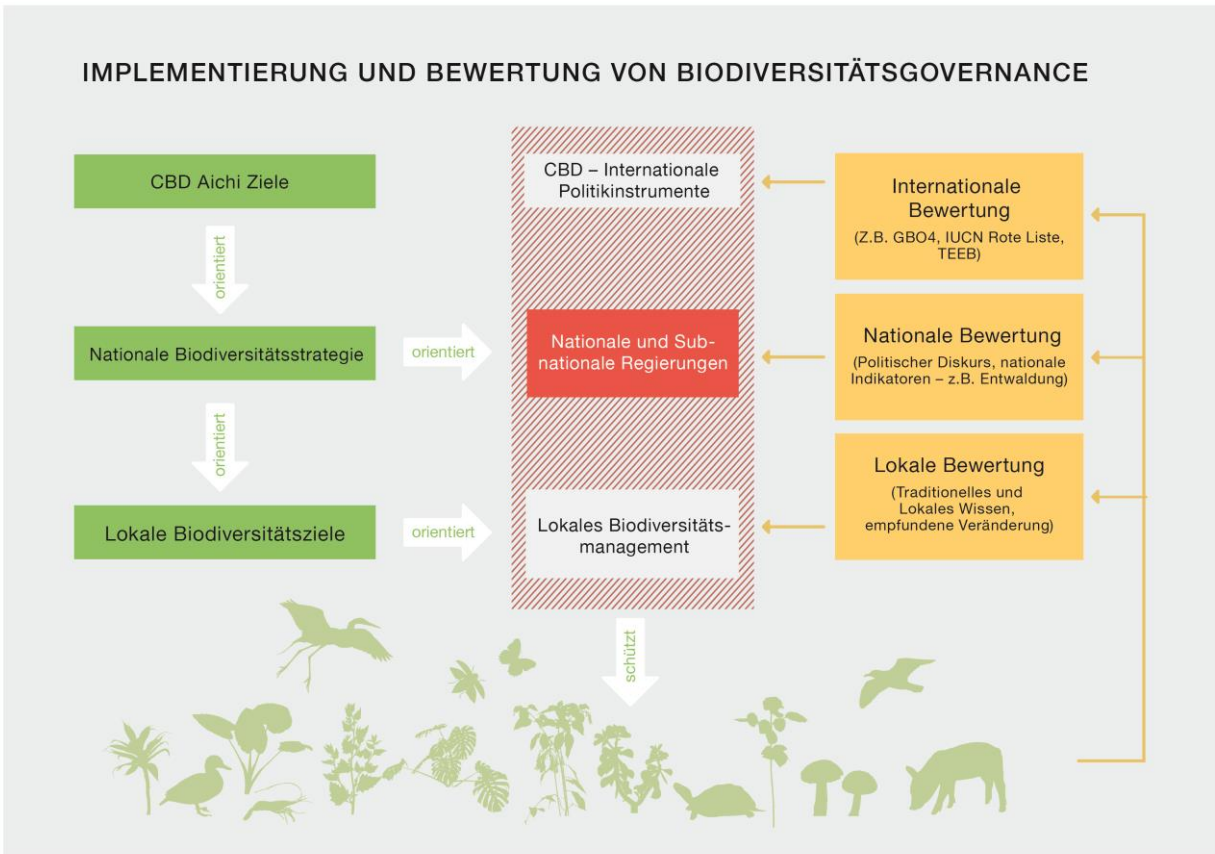 IMPLEMENTIERUNG UND BEWERTUNG VON BIODIVERSITÄTSGOVERNANCE
CBD Aichi Ziele
orientiert
Nationale Biodiversitätsstrategie
orientiert
orientiert
Lokale Biodiversitätsziele
orientiert
CBD – Internationale
Politikinstrumente
Nationale und Sub-
nationale Regierungen
Lokales Biodiversitäts-
management
schützt
Internationale
Bewertung
(Z.B. GBO4, IUCN Rote Liste,
TEEB)
Nationale Bewertung
(Politischer Diskurs, nationale
Indikatoren – z.B. Entwaldung)
Lokale Bewertung
(Traditionelles und
Lokales Wissen,
empfundene Veränderung)